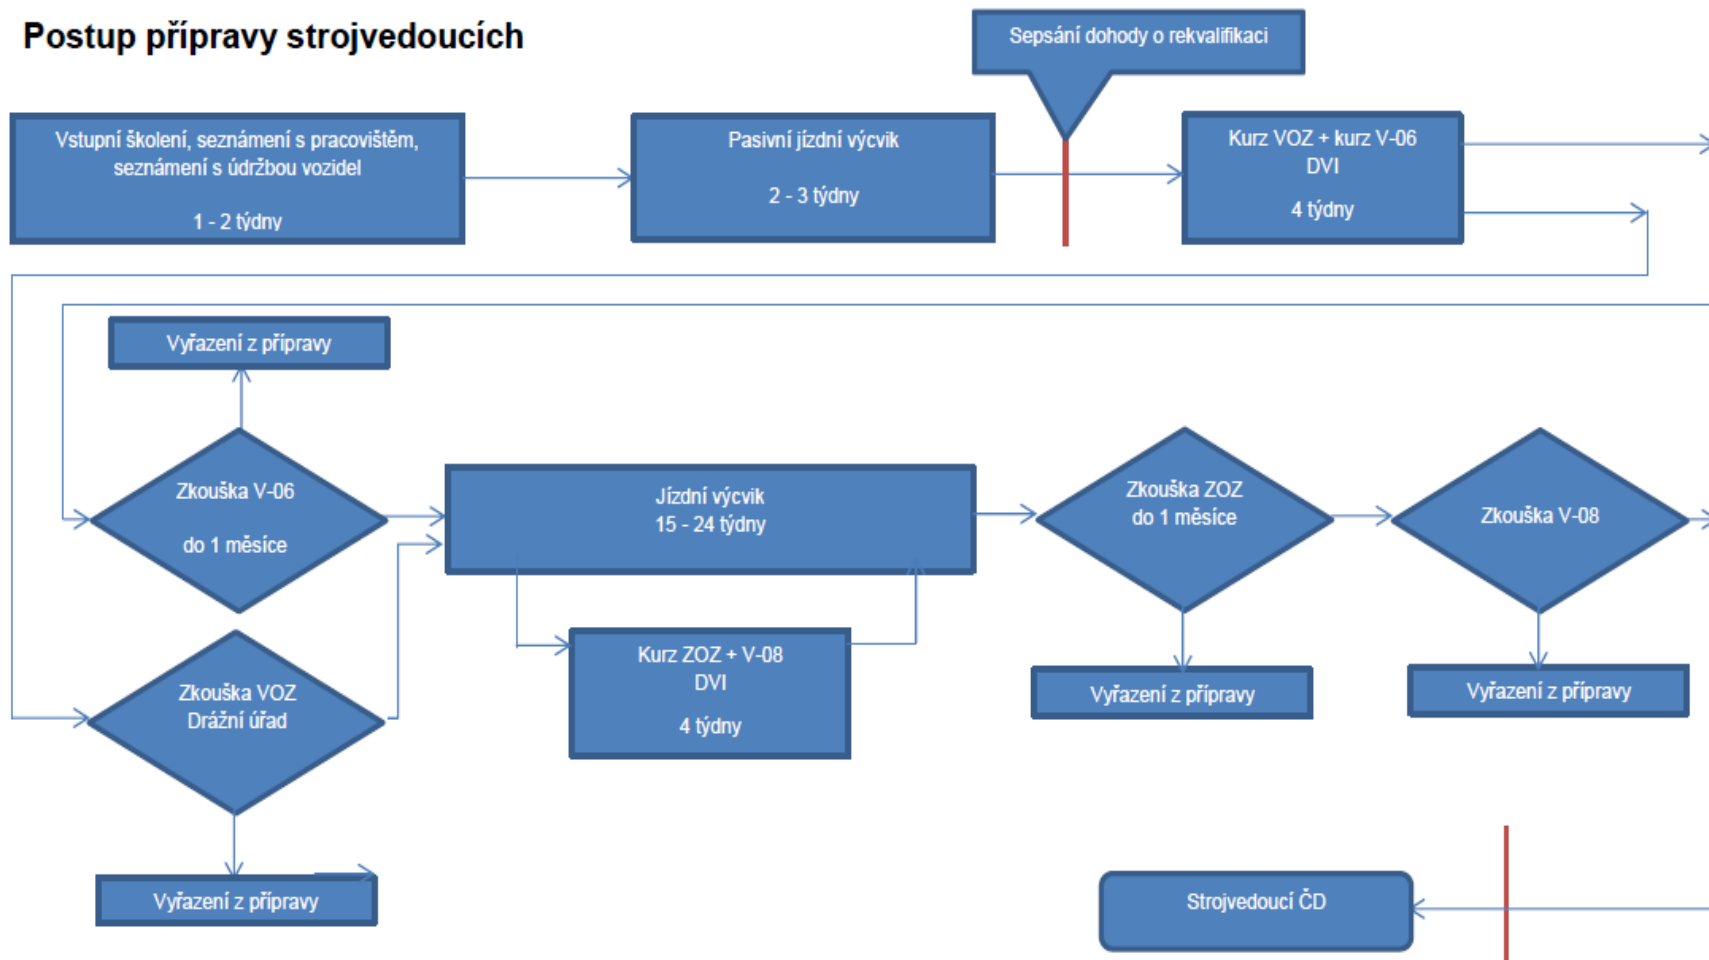 Postup přípravy strojvedoucích
Sepsání dohody o rekvalifikaci
Vstupní školení, seznámení s pracovištěm,
seznámení s údržbou vozidel
1 - 2 týdny
Pasivní jízdní výcvik
2 - 3 týdny
Kurz VOZ + kurz V-06
DVI
4 týdny
Vyřazení z přípravy
Zkouška V-06
do 1 měsíce
Jízdní výcvik
15 - 24 týdny
Zkouška ZOZ
do 1 měsíce
Zkouška V-08
Kurz ZOZ + V-08
DVI
4 týdny
Zkouška VOZ
Drážní úřad
Vyřazení z přípravy
Vyřazení z přípravy
Vyřazení z přípravy
Strojvedoucí ČD